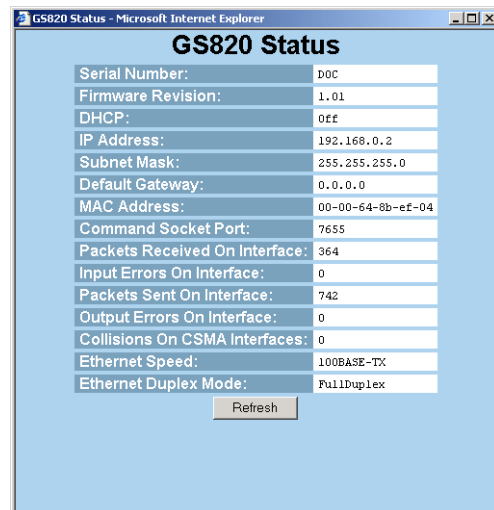 GS820 Status - Microsoft Internet Explorer
GS820 Status
Serial Number: DOC
Firmware Revision: 1.01
DHCP: Off
IP Address: 192.168.0.2
Subnet Mask: 255.255.255.0
Default Gateway: 0.0.0.0
MAC Address: 00-00-64-8b-ef-04
Command Socket Port: 7655
Packets Received On Interface: 364
Input Errors On Interface: 0
Packets Sent On Interface: 742
Output Errors On Interface: 0
Collisions On CSMA Interfaces: 0
Ethernet Speed: 100BASE-TX
Ethernet Duplex Mode: FullDuplex
Refresh